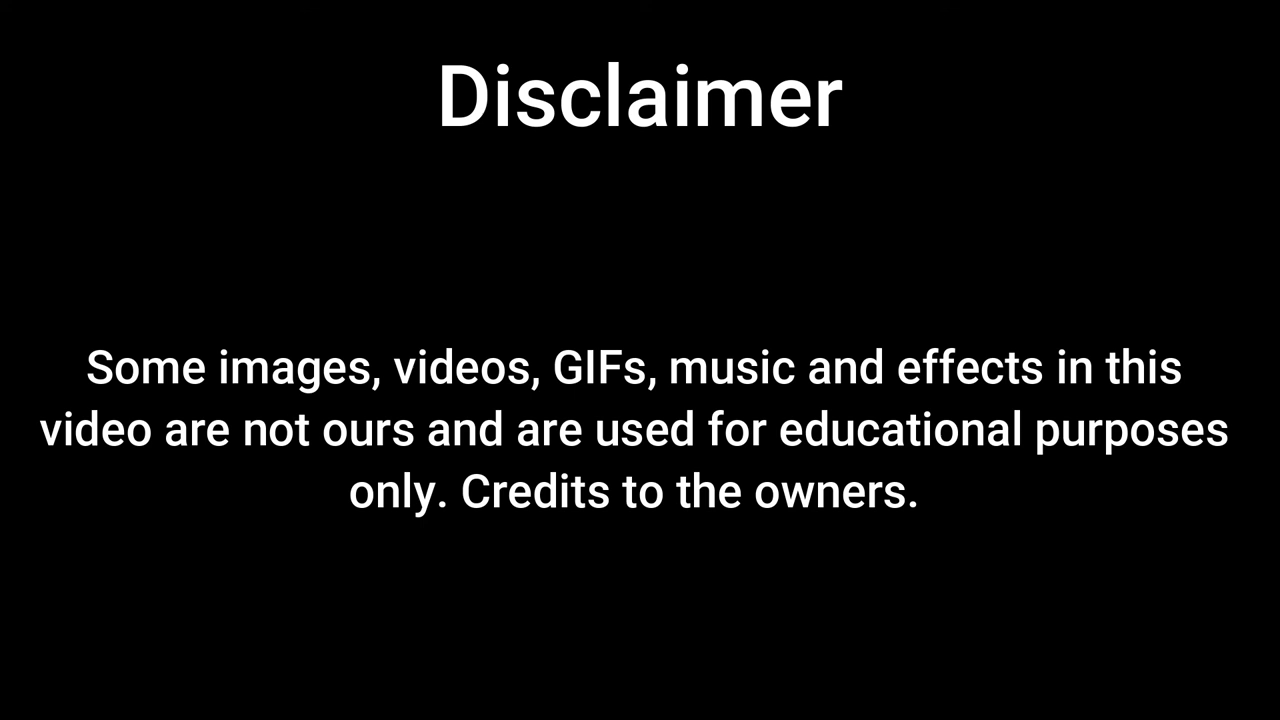 Disclaimer
Some images, videos, GIFs, music and effects in this
video are not ours and are used for educational purposes
only. Credits to the owners.